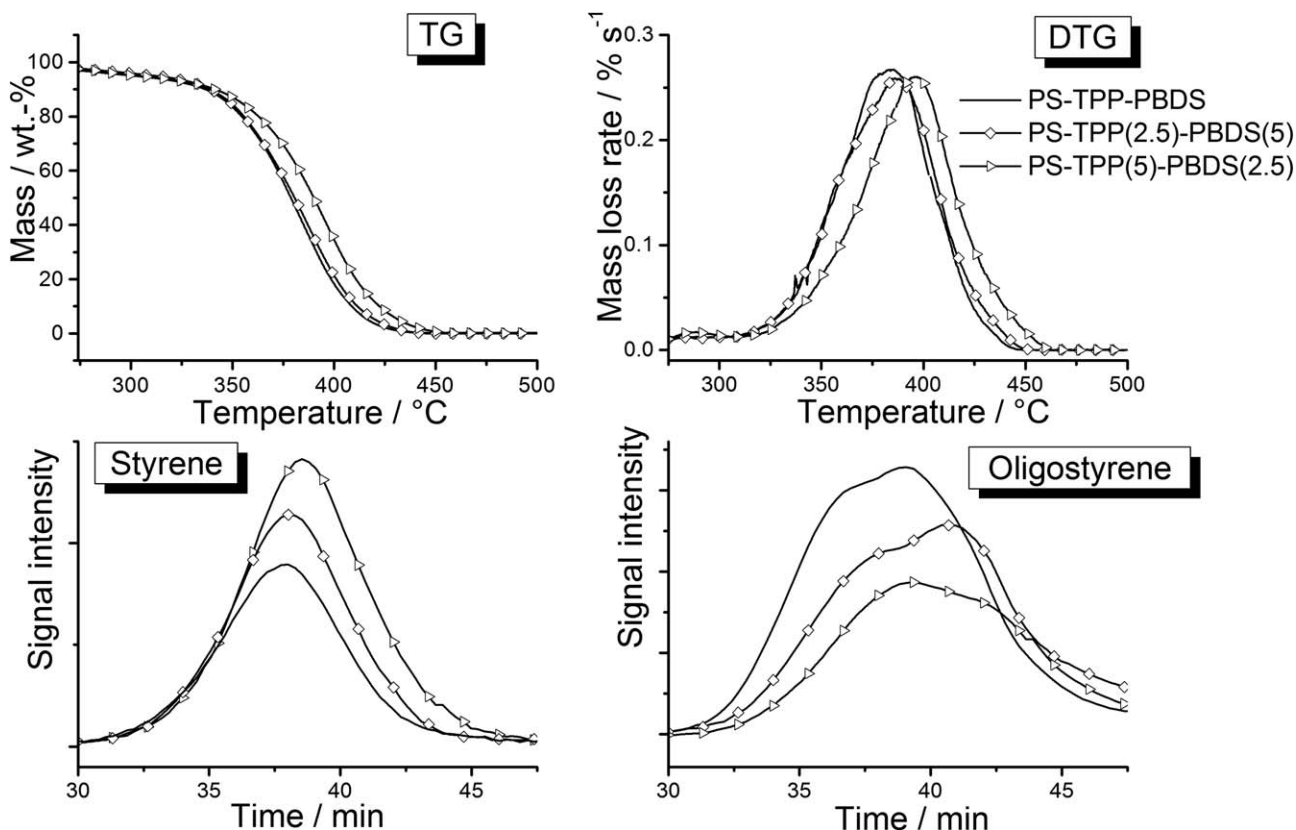 TG
100
80
60
40
20
0
Mass / wt.-%
300 350 400 450 500
Temperature / °C
DTG
0.3
0.2
0.1
0.0
Mass loss rate / % s⁻¹
300 350 400 450 500
Temperature / °C
PS-TPP-PBDS
PS-TPP(2.5)-PBDS(5)
PS-TPP(5)-PBDS(2.5)
Styrene
Signal intensity
30 35 40 45
Time / min
Oligostyrene
Signal intensity
30 35 40 45
Time / min